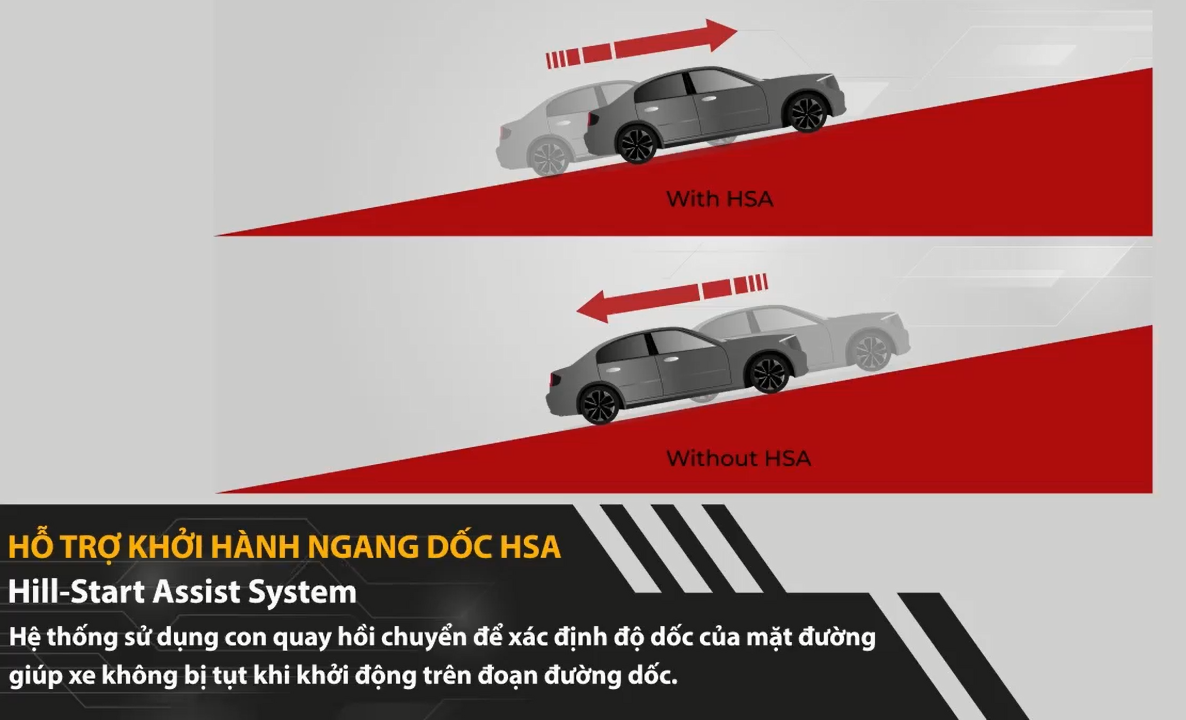 With HSA
Without HSA
HỖ TRỢ KHỞI HÀNH NGANG DỐC HSA
Hill-Start Assist System
Hệ thống sử dụng con quay hồi chuyển để xác định độ dốc của mặt đường
giúp xe không bị tụt khi khởi động trên đoạn đường dốc.